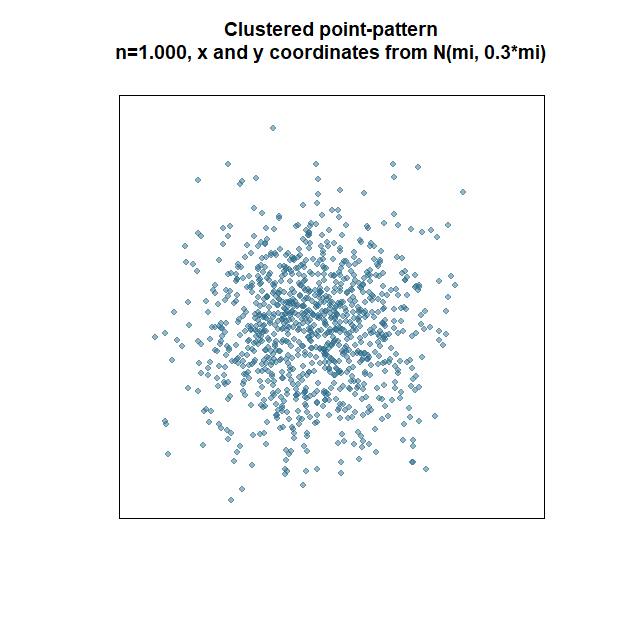 Clustered point-pattern
n=1.000, x and y coordinates from N(mi, 0.3*mi)